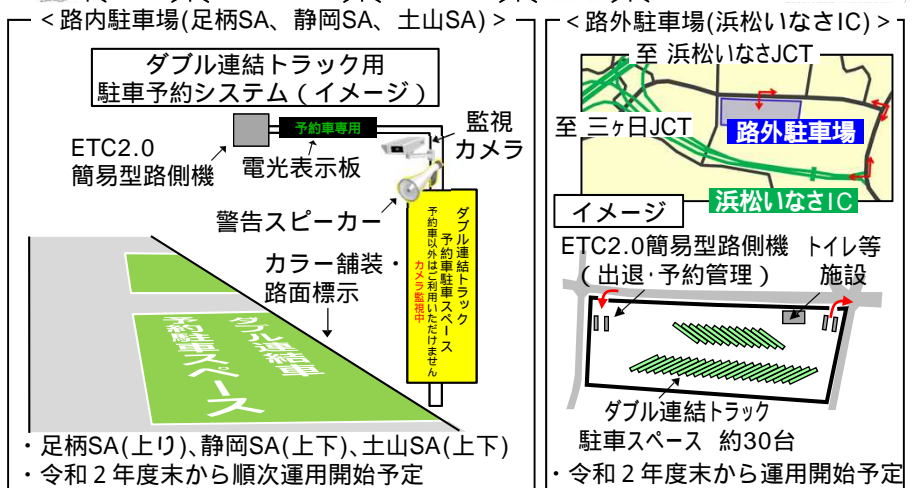 ＜路内駐車場(足柄SA、静岡SA、土山SA)＞
ダブル連結トラック用
駐車予約システム（イメージ）
予約車専用
監視
カメラ
ETC2.0
簡易型路側機
電光表示板
警告スピーカー
ダブル連結トラック
予約車駐車スペース
予約車以外はご利用いただけません
カメラ監視中
カラー舗装・
路面標示
ダブル連結車
予約駐車スペース
・足柄SA(上り)、静岡SA(上下)、土山SA(上下)
・令和２年度末から順次運用開始予定
＜路外駐車場(浜松いなさIC)＞
至 浜松いなさJCT
至 三ヶ日JCT
路外駐車場
浜松いなさIC
イメージ
ETC2.0簡易型路側機
（出退･予約管理）
トイレ等
施設
ダブル連結トラック
駐車スペース 約30台
・令和２年度末から運用開始予定